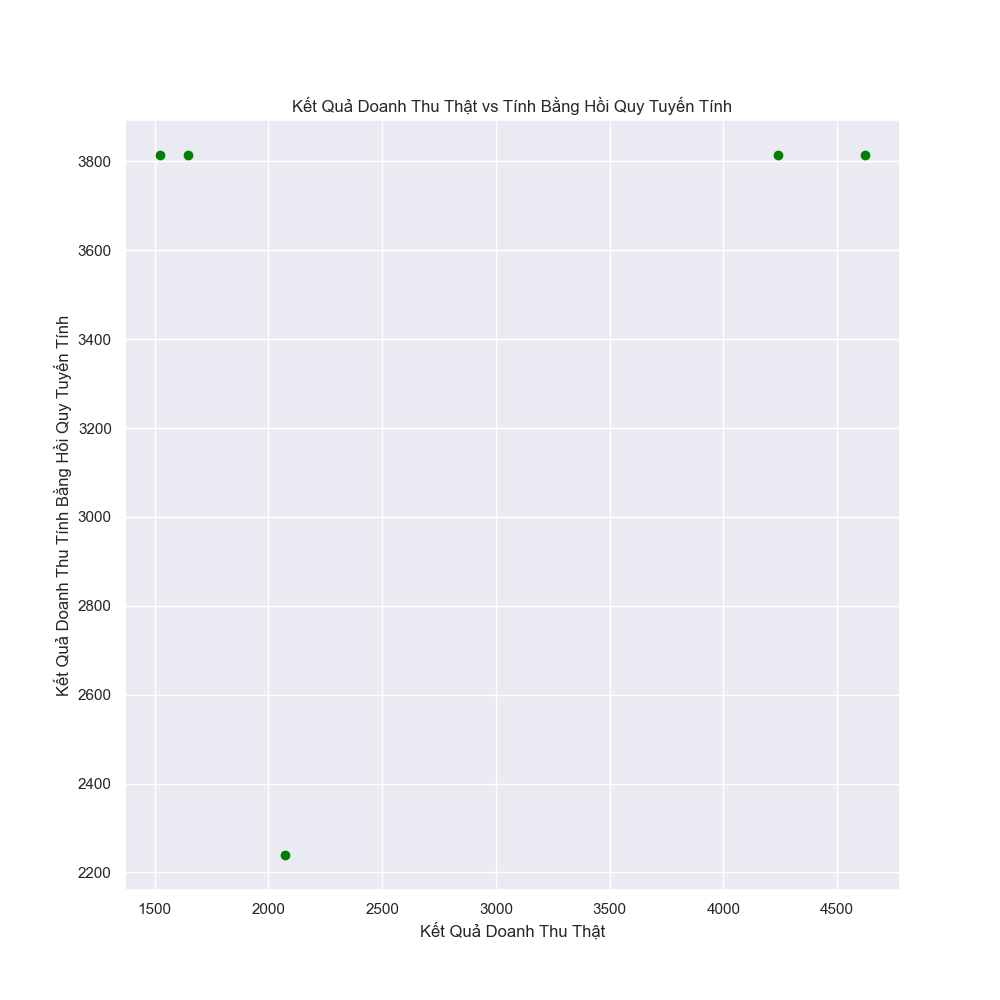 Kết Quả Doanh Thu Thật vs Tính Bằng Hồi Quy Tuyến Tính
Kết Quả Doanh Thu Tính Bằng Hồi Quy Tuyến Tính
3800
3600
3400
3200
3000
2800
2600
2400
2200
1500 2000 2500 3000 3500 4000 4500
Kết Quả Doanh Thu Thật